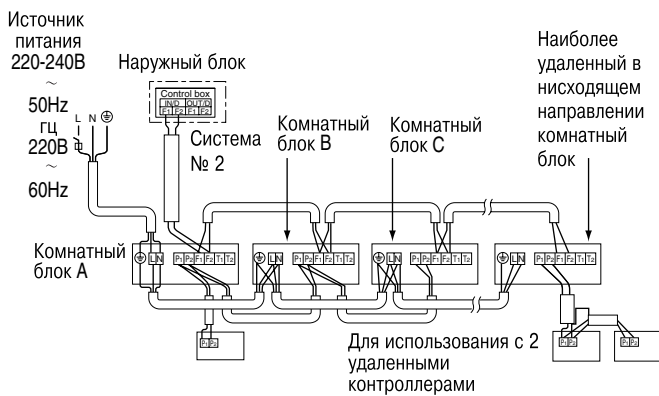 Источник
питания
220-240В
~
50Hz
гц
220В
~
60Hz
L N
Наружный блок
Control box
IN/D OUT/D
F1 F2 F1 F2
Система
№ 2
Комнатный
блок В
Комнатный
блок С
Наиболее
удаленный в
нисходящем
направлении
комнатный
блок
Комнатный
блок А
L N
P1 P2 F1 F2 T1 T2
L N
P1 P2 F1 F2 T1 T2
L N
P1 P2 F1 F2 T1 T2
L N
P1 P2 F1 F2 T1 T2
P1 P2
Для использования с 2
удаленными
контроллерами
P1 P2
P1 P2